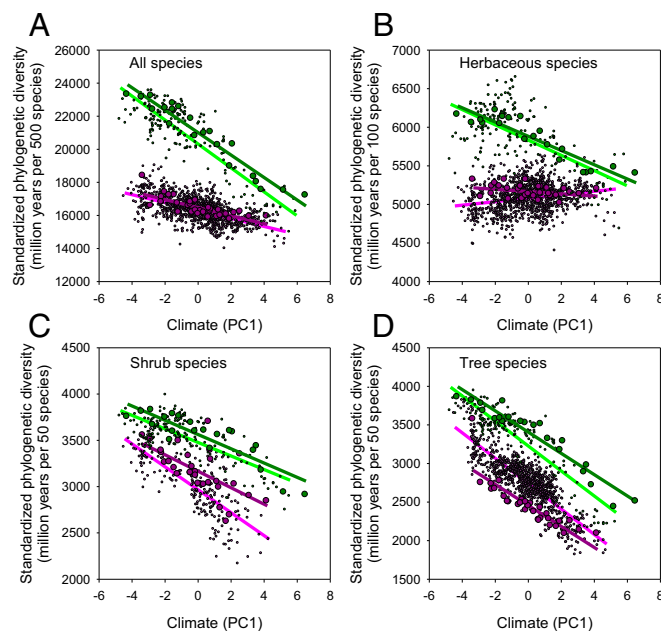 A
All species
Standardized phylogenetic diversity
(million years per 500 species)
26000
24000
22000
20000
18000
16000
14000
12000
-6 -4 -2 0 2 4 6 8
Climate (PC1)
B
Herbaceous species
Standardized phylogenetic diversity
(million years per 100 species)
7000
6000
5000
4000
-6 -4 -2 0 2 4 6 8
Climate (PC1)
C
Shrub species
Standardized phylogenetic diversity
(million years per 50 species)
4500
4000
3500
3000
2500
2000
-6 -4 -2 0 2 4 6 8
Climate (PC1)
D
Tree species
Standardized phylogenetic diversity
(million years per 50 species)
4500
4000
3500
3000
2500
2000
1500
-6 -4 -2 0 2 4 6 8
Climate (PC1)